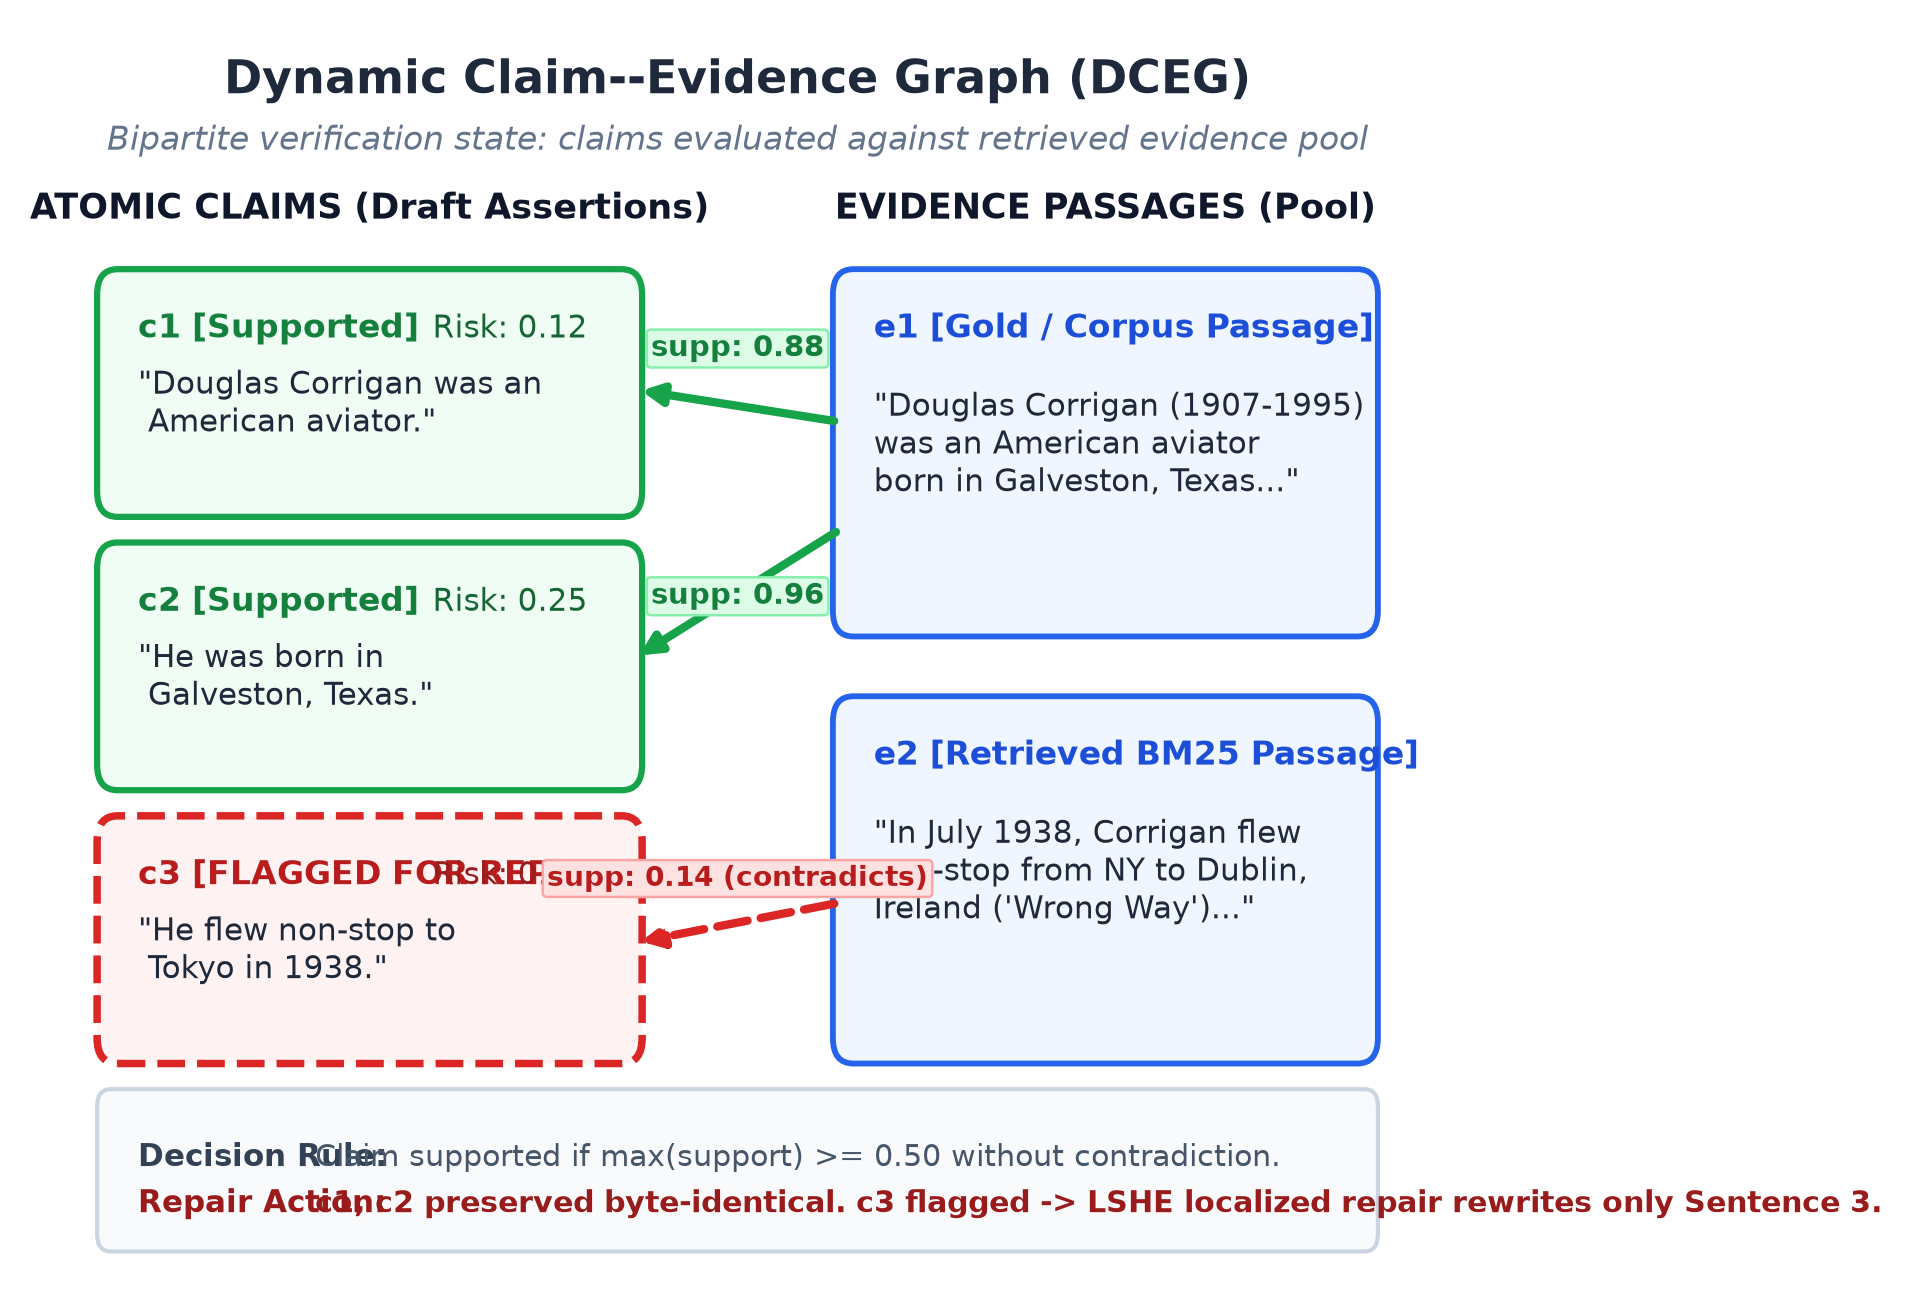 Dynamic Claim--Evidence Graph (DCEG)
Bipartite verification state: claims evaluated against retrieved evidence pool
ATOMIC CLAIMS (Draft Assertions)
EVIDENCE PASSAGES (Pool)
c1 [Supported] Risk: 0.12
"Douglas Corrigan was an
American aviator."
supp: 0.88
e1 [Gold / Corpus Passage]
"Douglas Corrigan (1907-1995)
was an American aviator
born in Galveston, Texas..."
c2 [Supported] Risk: 0.25
"He was born in
Galveston, Texas."
supp: 0.96
e2 [Retrieved BM25 Passage]
"In July 1938, Corrigan flew
-stop from NY to Dublin,
Ireland ('Wrong Way')..."
c3 [FLAGGED FOR Risk:
supp: 0.14 (contradicts)
"He flew non-stop to
Tokyo in 1938."
Decision Rule: Claim supported if max(support) >= 0.50 without contradiction.
Repair Action: c1, c2 preserved byte-identical. c3 flagged -> LSHE localized repair rewrites only Sentence 3.